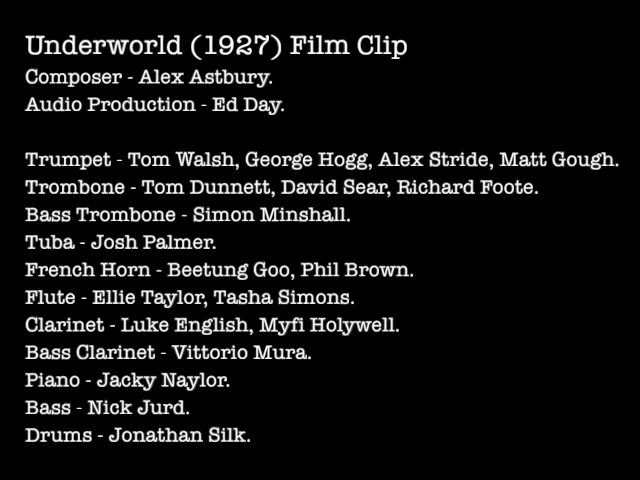 Underworld (1927) Film Clip
Composer - Alex Astbury.
Audio Production - Ed Day.
Trumpet - Tom Walsh, George Hogg, Alex Stride, Matt Gough.
Trombone - Tom Dunnett, David Sear, Richard Foote.
Bass Trombone - Simon Minshall.
Tuba - Josh Palmer.
French Horn - Beetung Goo, Phil Brown.
Flute - Ellie Taylor, Tasha Simons.
Clarinet - Luke English, Myfi Holywell.
Bass Clarinet - Vittorio Mura.
Piano - Jacky Naylor.
Bass - Nick Jurd.
Drums - Jonathan Silk.